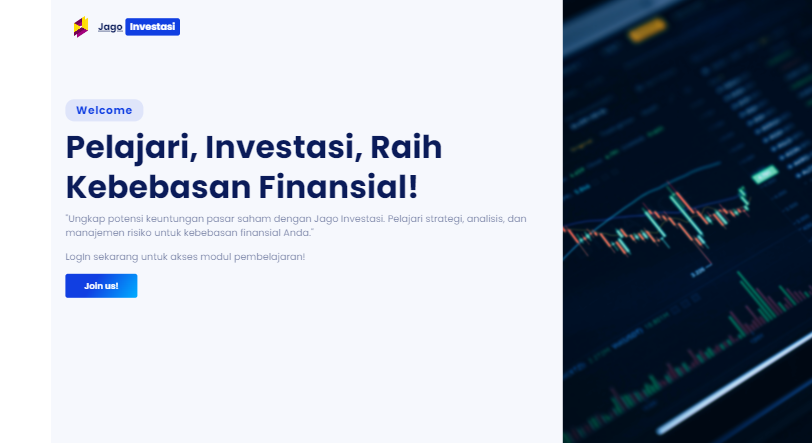 Jago Investasi
Welcome
Pelajari, Investasi, Raih
Kebebasan Finansial!
"Ungkap potensi keuntungan pasar saham dengan Jago Investasi. Pelajari strategi, analisis, dan
manajemen risiko untuk kebebasan finansial Anda."
LogIn sekarang untuk akses modul pembelajaran!
Join us!